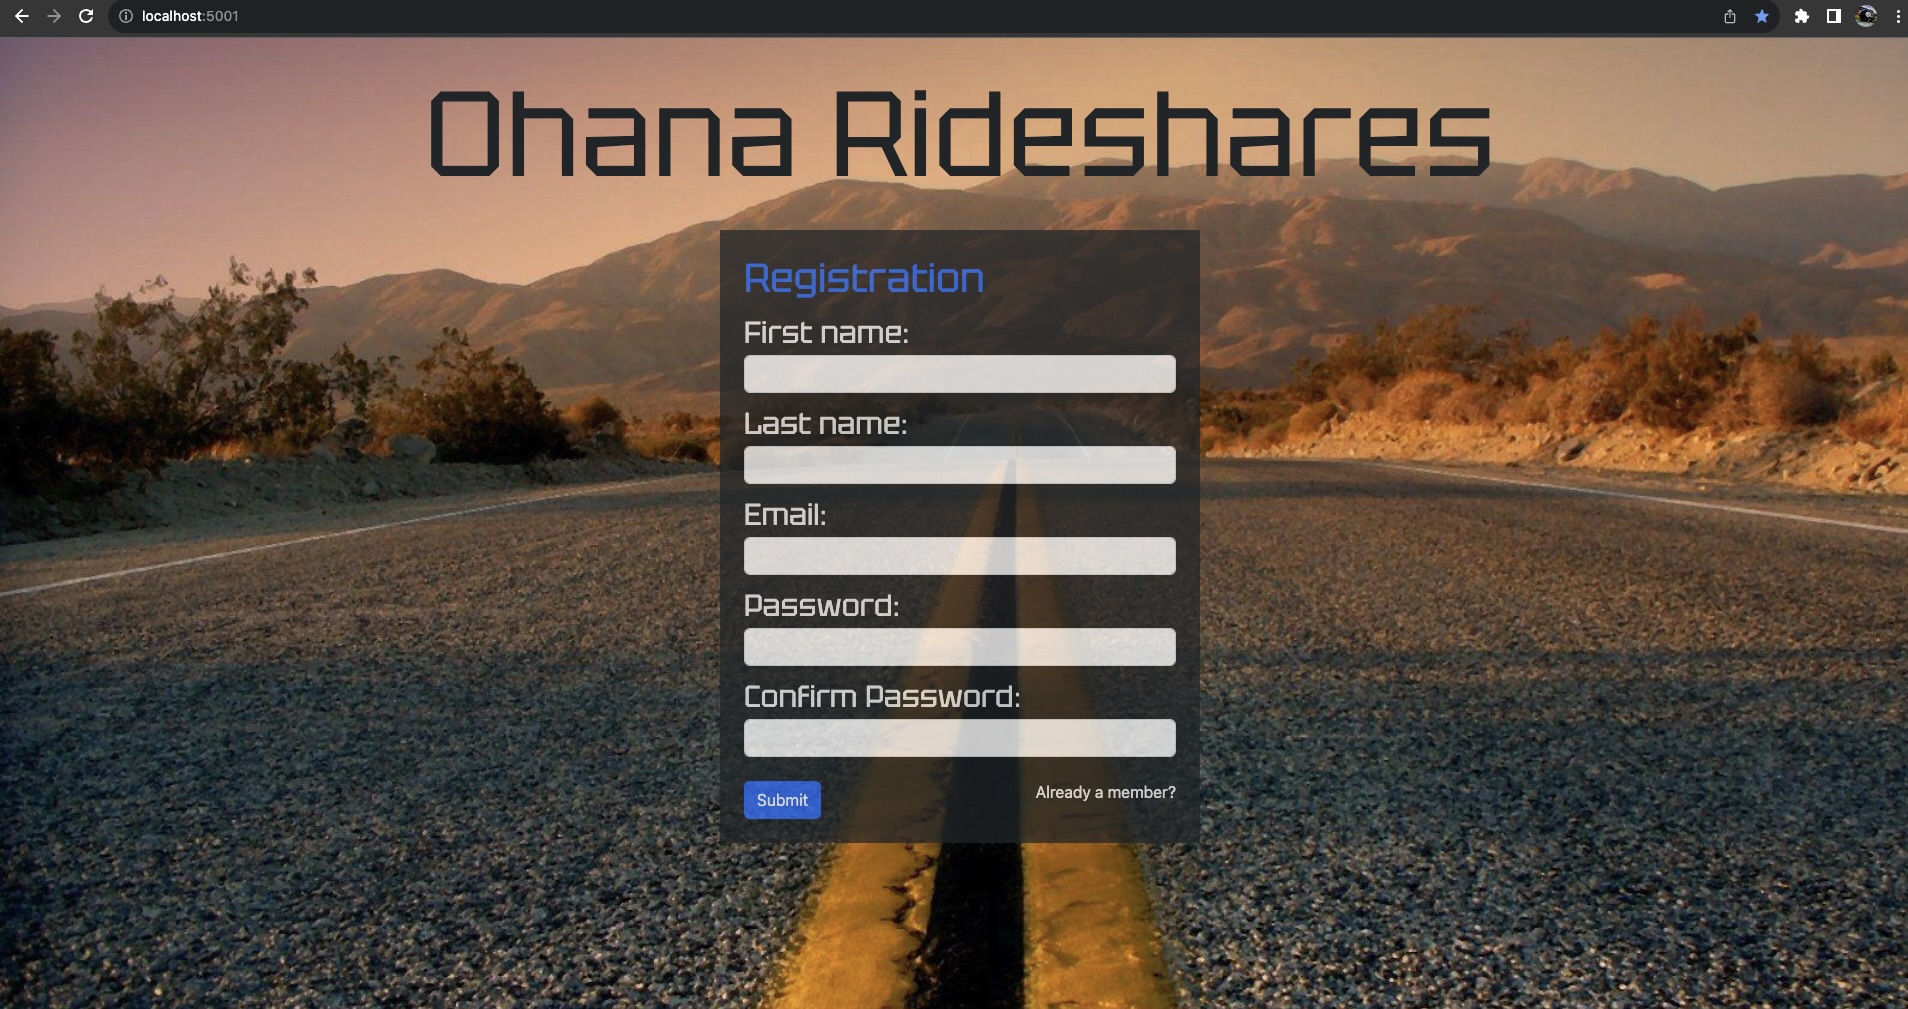 localhost:5001
Ohana Rideshares
Registration
First name:
Last name:
Email:
Password:
Confirm Password:
Submit
Already a member?